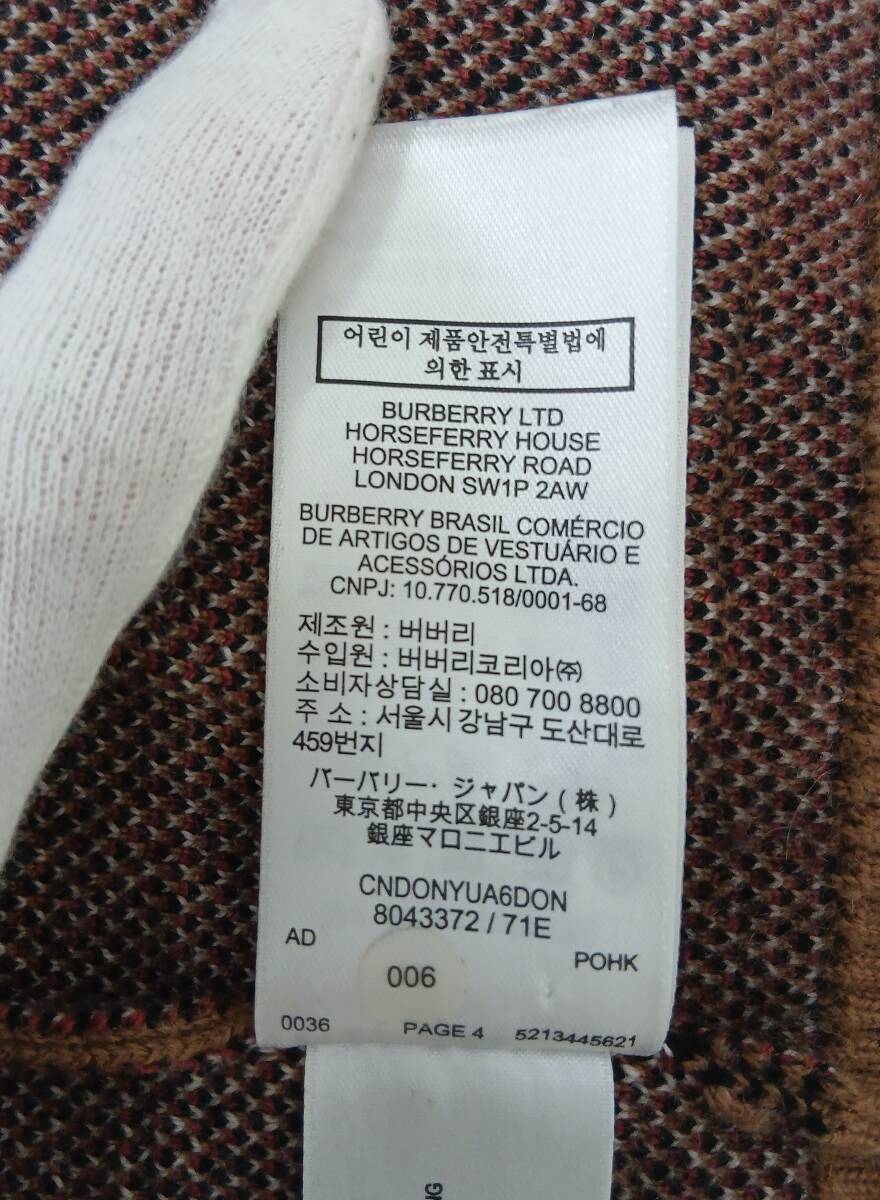 어린이 제품안전특별법에
의한 표시
BURBERRY LTD
HORSEFERRY HOUSE
HORSEFERRY ROAD
LONDON SW1P 2AW
BURBERRY BRASIL COMÉRCIO
DE ARTIGOS DE VESTUÁRIO E
ACESSÓRIOS LTDA.
CNPJ: 10.770.518/0001-68
제조원 : 버버리
수입원 : 버버리코리아㈜
소비자상담실 : 080 700 8800
주 소 : 서울시 강남구 도산대로
459번지
バーバリー・ジャパン ( 株 )
東京都中央区銀座2-5-14
銀座マロニエビル
CNDONYUA6DON
8043372 / 71E
AD
006
POHK
0036 PAGE 4 5213445621